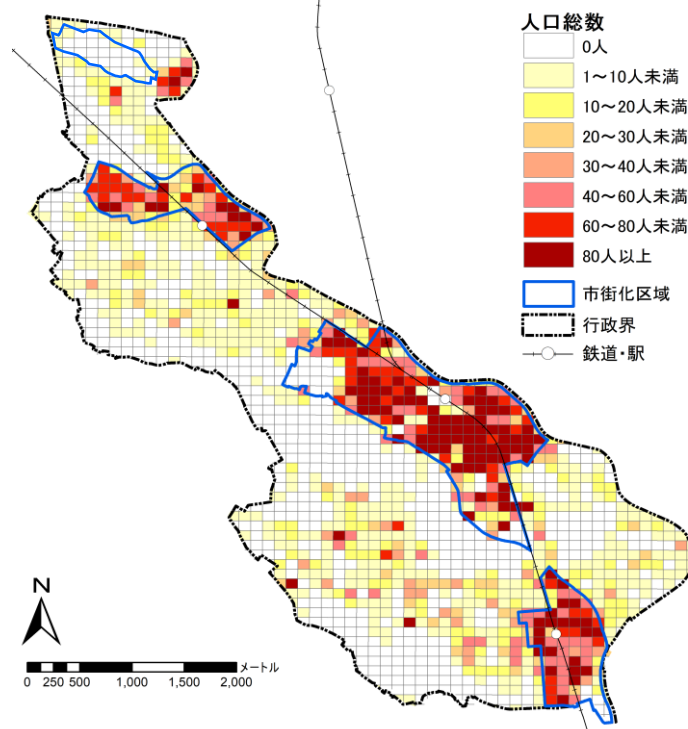 人口総数
0人
1～10人未満
10～20人未満
20～30人未満
30～40人未満
40～60人未満
60～80人未満
80人以上
市街化区域
行政界
鉄道・駅
N
メートル
0 250 500 1,000 1,500 2,000